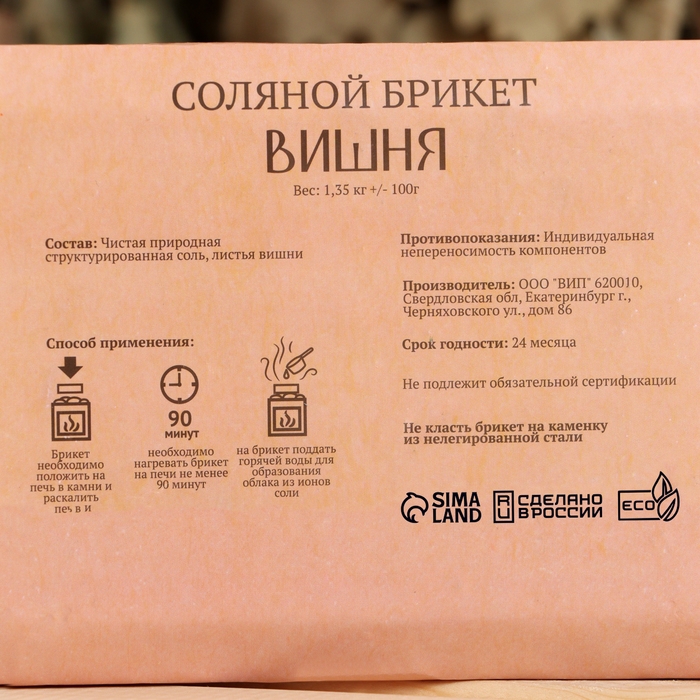 СОЛЯНОЙ БРИКЕТ
ВИШНЯ
Вес: 1,35 кг +/- 100г
Состав: Чистая природная
структурированная соль, листья вишни
Способ применения:
Брикет
необходимо
положить на
печь в камни и
раскалить
печ в и
90
минут
необходимо
нагревать брикет
на печи не менее
90 минут
на брикет поддать
горячей воды для
образования
облака из ионов
соли
Противопоказания: Индивидуальная
непереносимость компонентов
Производитель: ООО "ВИП" 620010,
Свердловская обл, Екатеринбург г.,
Черняховского ул., дом 86
Срок годности: 24 месяца
Не подлежит обязательной сертификации
Не класть брикет на каменку
из нелегированной стали
SIMA
LAND
СДЕЛАНО
В РОССИИ
ECO